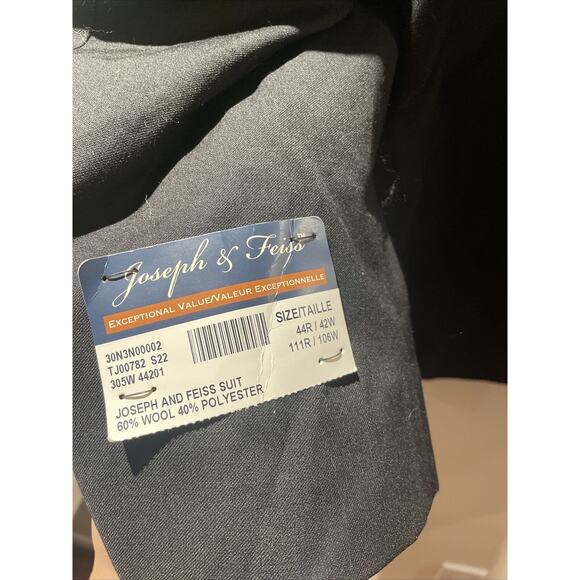 Joseph & Feiss™
EXCEPTIONAL VALUE/VALEUR EXCEPTIONNELLE
30N3N00002
TJ00782 S22
305W 44201
SIZE/TAILLE
44R / 42W
111R / 106W
JOSEPH AND FEISS SUIT
60% WOOL 40% POLYESTER